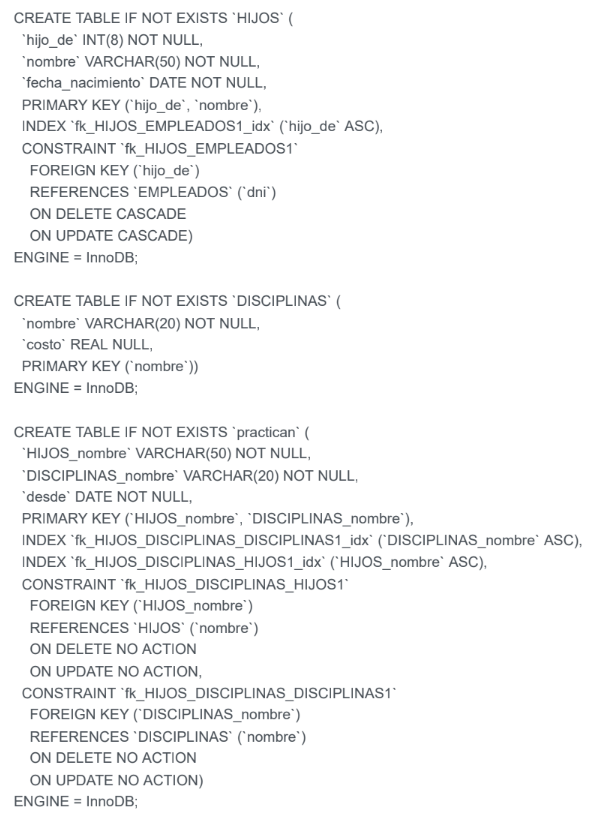 CREATE TABLE IF NOT EXISTS `HIJOS` (
`hijo_de` INT(8) NOT NULL,
`nombre` VARCHAR(50) NOT NULL,
`fecha_nacimiento` DATE NOT NULL,
PRIMARY KEY (`hijo_de`, `nombre`),
INDEX `fk_HIJOS_EMPLEADOS1_idx` (`hijo_de` ASC),
CONSTRAINT `fk_HIJOS_EMPLEADOS1`
FOREIGN KEY (`hijo_de`)
REFERENCES `EMPLEADOS` (`dni`)
ON DELETE CASCADE
ON UPDATE CASCADE)
ENGINE = InnoDB;

CREATE TABLE IF NOT EXISTS `DISCIPLINAS` (
`nombre` VARCHAR(20) NOT NULL,
`costo` REAL NULL,
PRIMARY KEY (`nombre`))
ENGINE = InnoDB;

CREATE TABLE IF NOT EXISTS `practican` (
`HIJOS_nombre` VARCHAR(50) NOT NULL,
`DISCIPLINAS_nombre` VARCHAR(20) NOT NULL,
`desde` DATE NOT NULL,
PRIMARY KEY (`HIJOS_nombre`, `DISCIPLINAS_nombre`),
INDEX `fk_HIJOS_DISCIPLINAS_DISCIPLINAS1_idx` (`DISCIPLINAS_nombre` ASC),
INDEX `fk_HIJOS_DISCIPLINAS_HIJOS1_idx` (`HIJOS_nombre` ASC),
CONSTRAINT `fk_HIJOS_DISCIPLINAS_HIJOS1`
FOREIGN KEY (`HIJOS_nombre`)
REFERENCES `HIJOS` (`nombre`)
ON DELETE NO ACTION
ON UPDATE NO ACTION,
CONSTRAINT `fk_HIJOS_DISCIPLINAS_DISCIPLINAS1`
FOREIGN KEY (`DISCIPLINAS_nombre`)
REFERENCES `DISCIPLINAS` (`nombre`)
ON DELETE NO ACTION
ON UPDATE NO ACTION)
ENGINE = InnoDB;